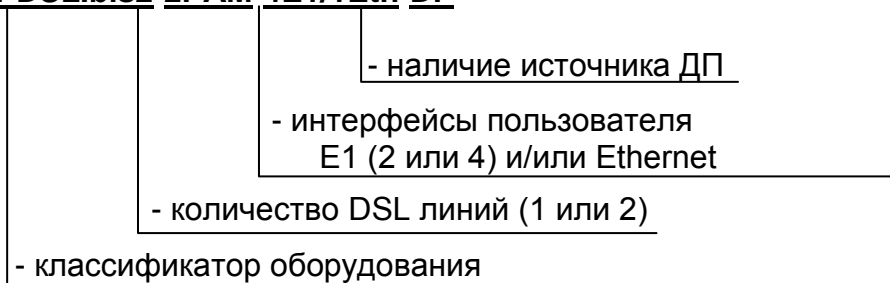 - наличие источника ДП
- интерфейсы пользователя
E1 (2 или 4) и/или Ethernet
- количество DSL линий (1 или 2)
- классификатор оборудования